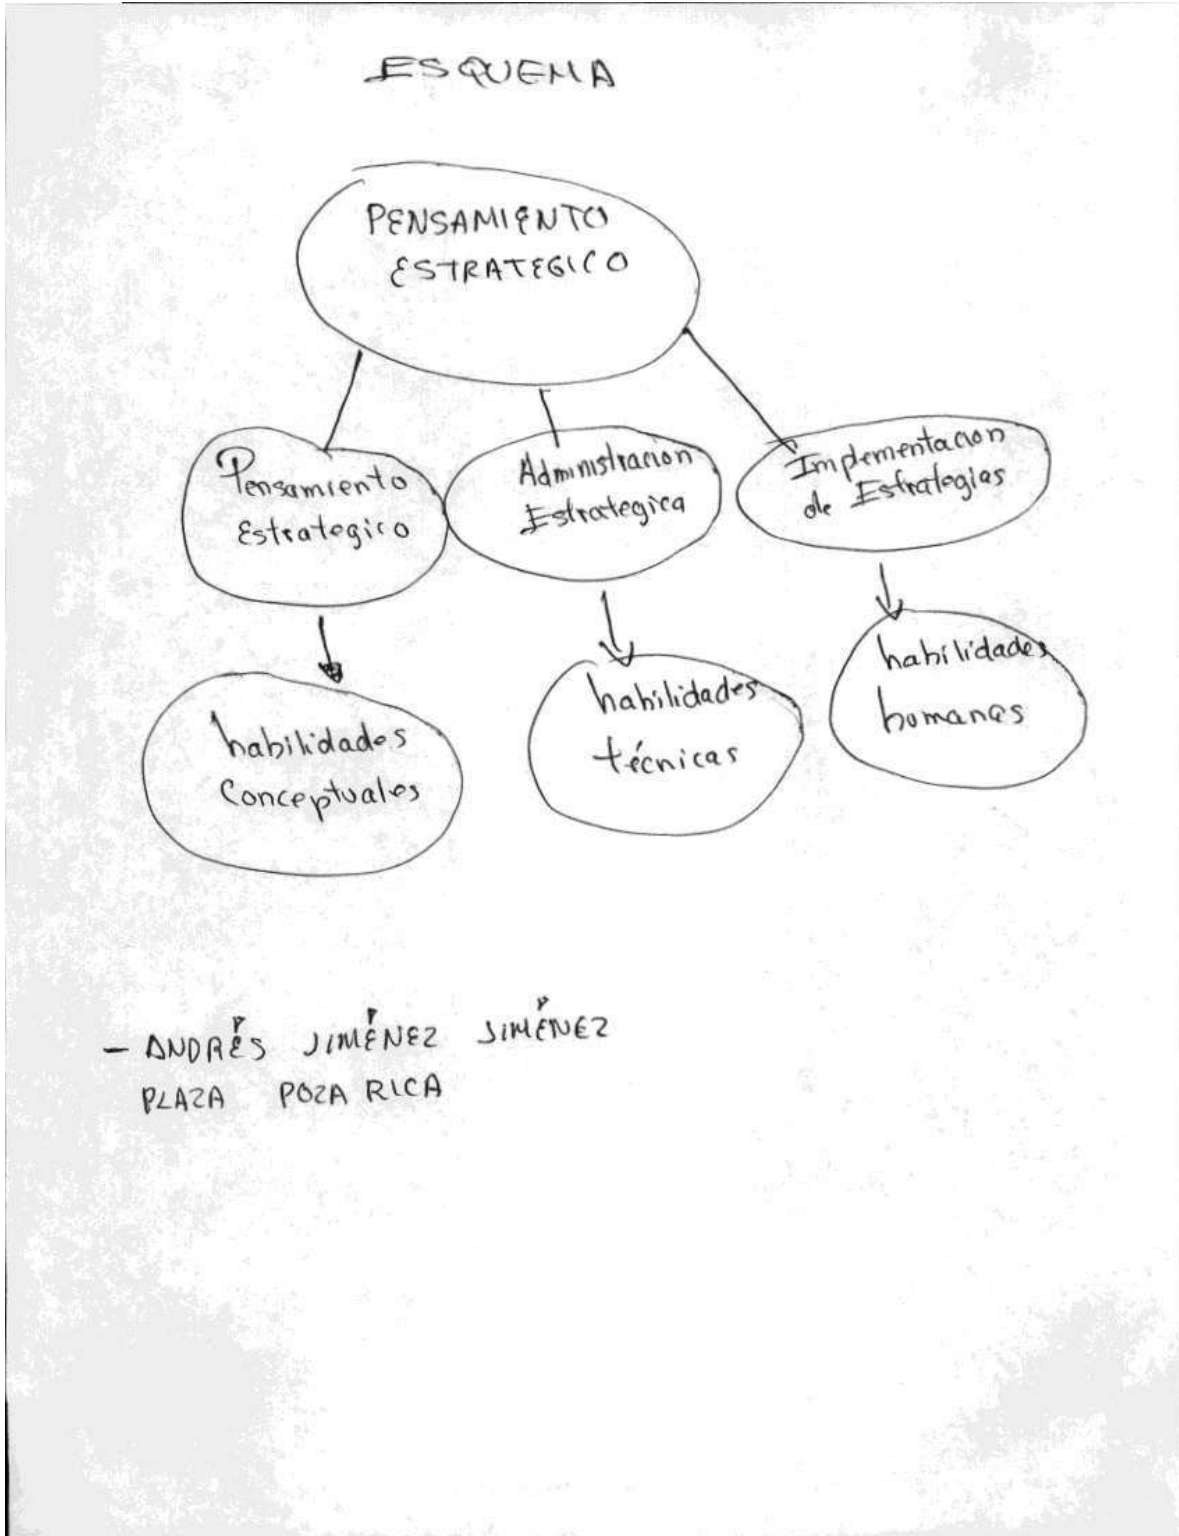 ESQUEMA
PENSAMIENTO
ESTRATEGICO
Pensamiento
Estrategico
Administracion
Estrategica
Implementacion
de Estrategias
habilidades
Conceptuales
habilidades
técnicas
habilidades
humanas
- ANDRÉS JIMÉNEZ JIMÉNEZ
PLAZA POZA RICA